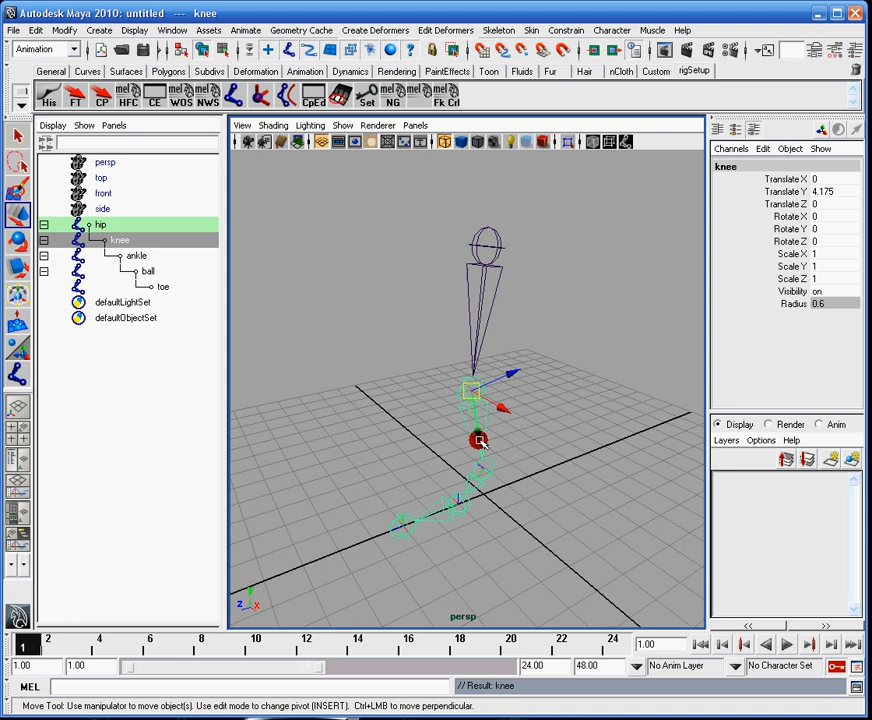 Autodesk Maya 2010: untitled --- knee
File Edit Modify Create Display Window Assets Animate Geometry Cache Create Deformers Edit Deformers Skeleton Skin Constrain Character Muscle Help
Animation
General Curves Surfaces Polygons Subdivs Deformation Animation Dynamics Rendering PaintEffects Toon Fluids Fur Hair nCloth Custom rigSetup
His FT CP HFC CE WOS NWS CpEd Set NG Fk Crl
mel mel mel mel mel
Display Show Panels
View Shading Lighting Show Renderer Panels
Channels Edit Object Show
persp
top
front
side
hip
knee
ankle
ball
toe
defaultLightSet
defaultObjectSet
knee
Translate X 0
Translate Y 4.175
Translate Z 0
Rotate X 0
Rotate Y 0
Rotate Z 0
Scale X 1
Scale Y 1
Scale Z 1
Visibility on
Radius 0.6
Display Render Anim
Layers Options Help
z x
persp
<< >>
1 2 4 6 8 10 12 14 16 18 20 22 24 1.00
1.00 1.00 24.00 48.00 No Anim Layer No Character Set
MEL // Result: knee
Move Tool: Use manipulator to move object(s). Use edit mode to change pivot (INSERT). Ctrl+LMB to move perpendicular.